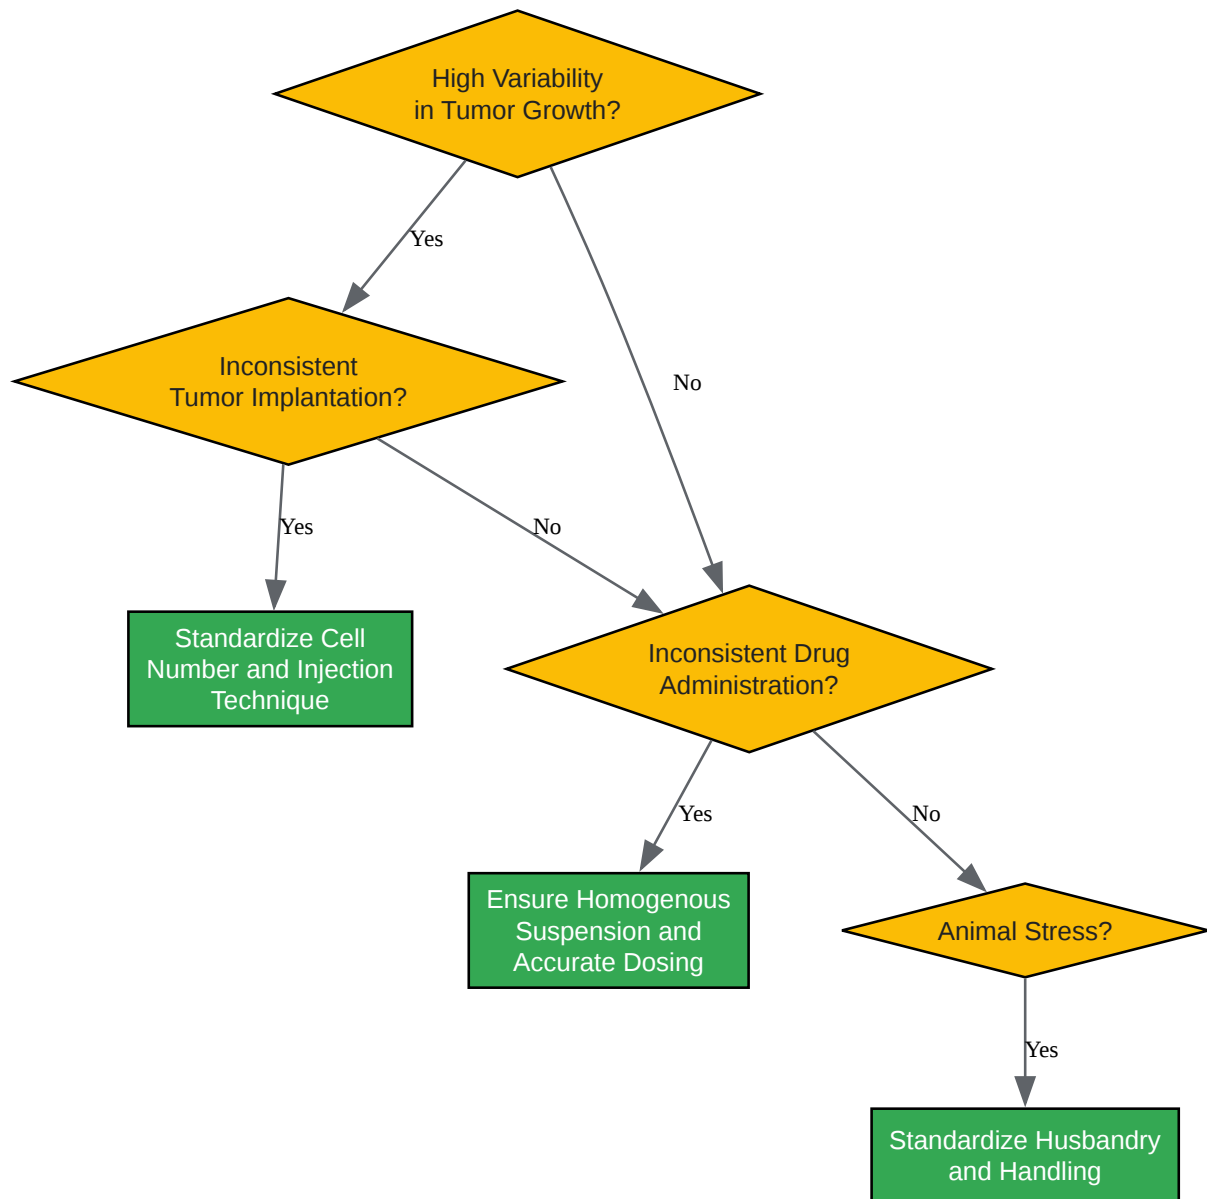 High Variability
in Tumor Growth?
Yes
Inconsistent
Tumor Implantation?
No
Yes
No
Standardize Cell
Number and Injection
Technique
Inconsistent Drug
Administration?
Yes
No
Ensure Homogenous
Suspension and
Accurate Dosing
Animal Stress?
Yes
Standardize Husbandry
and Handling